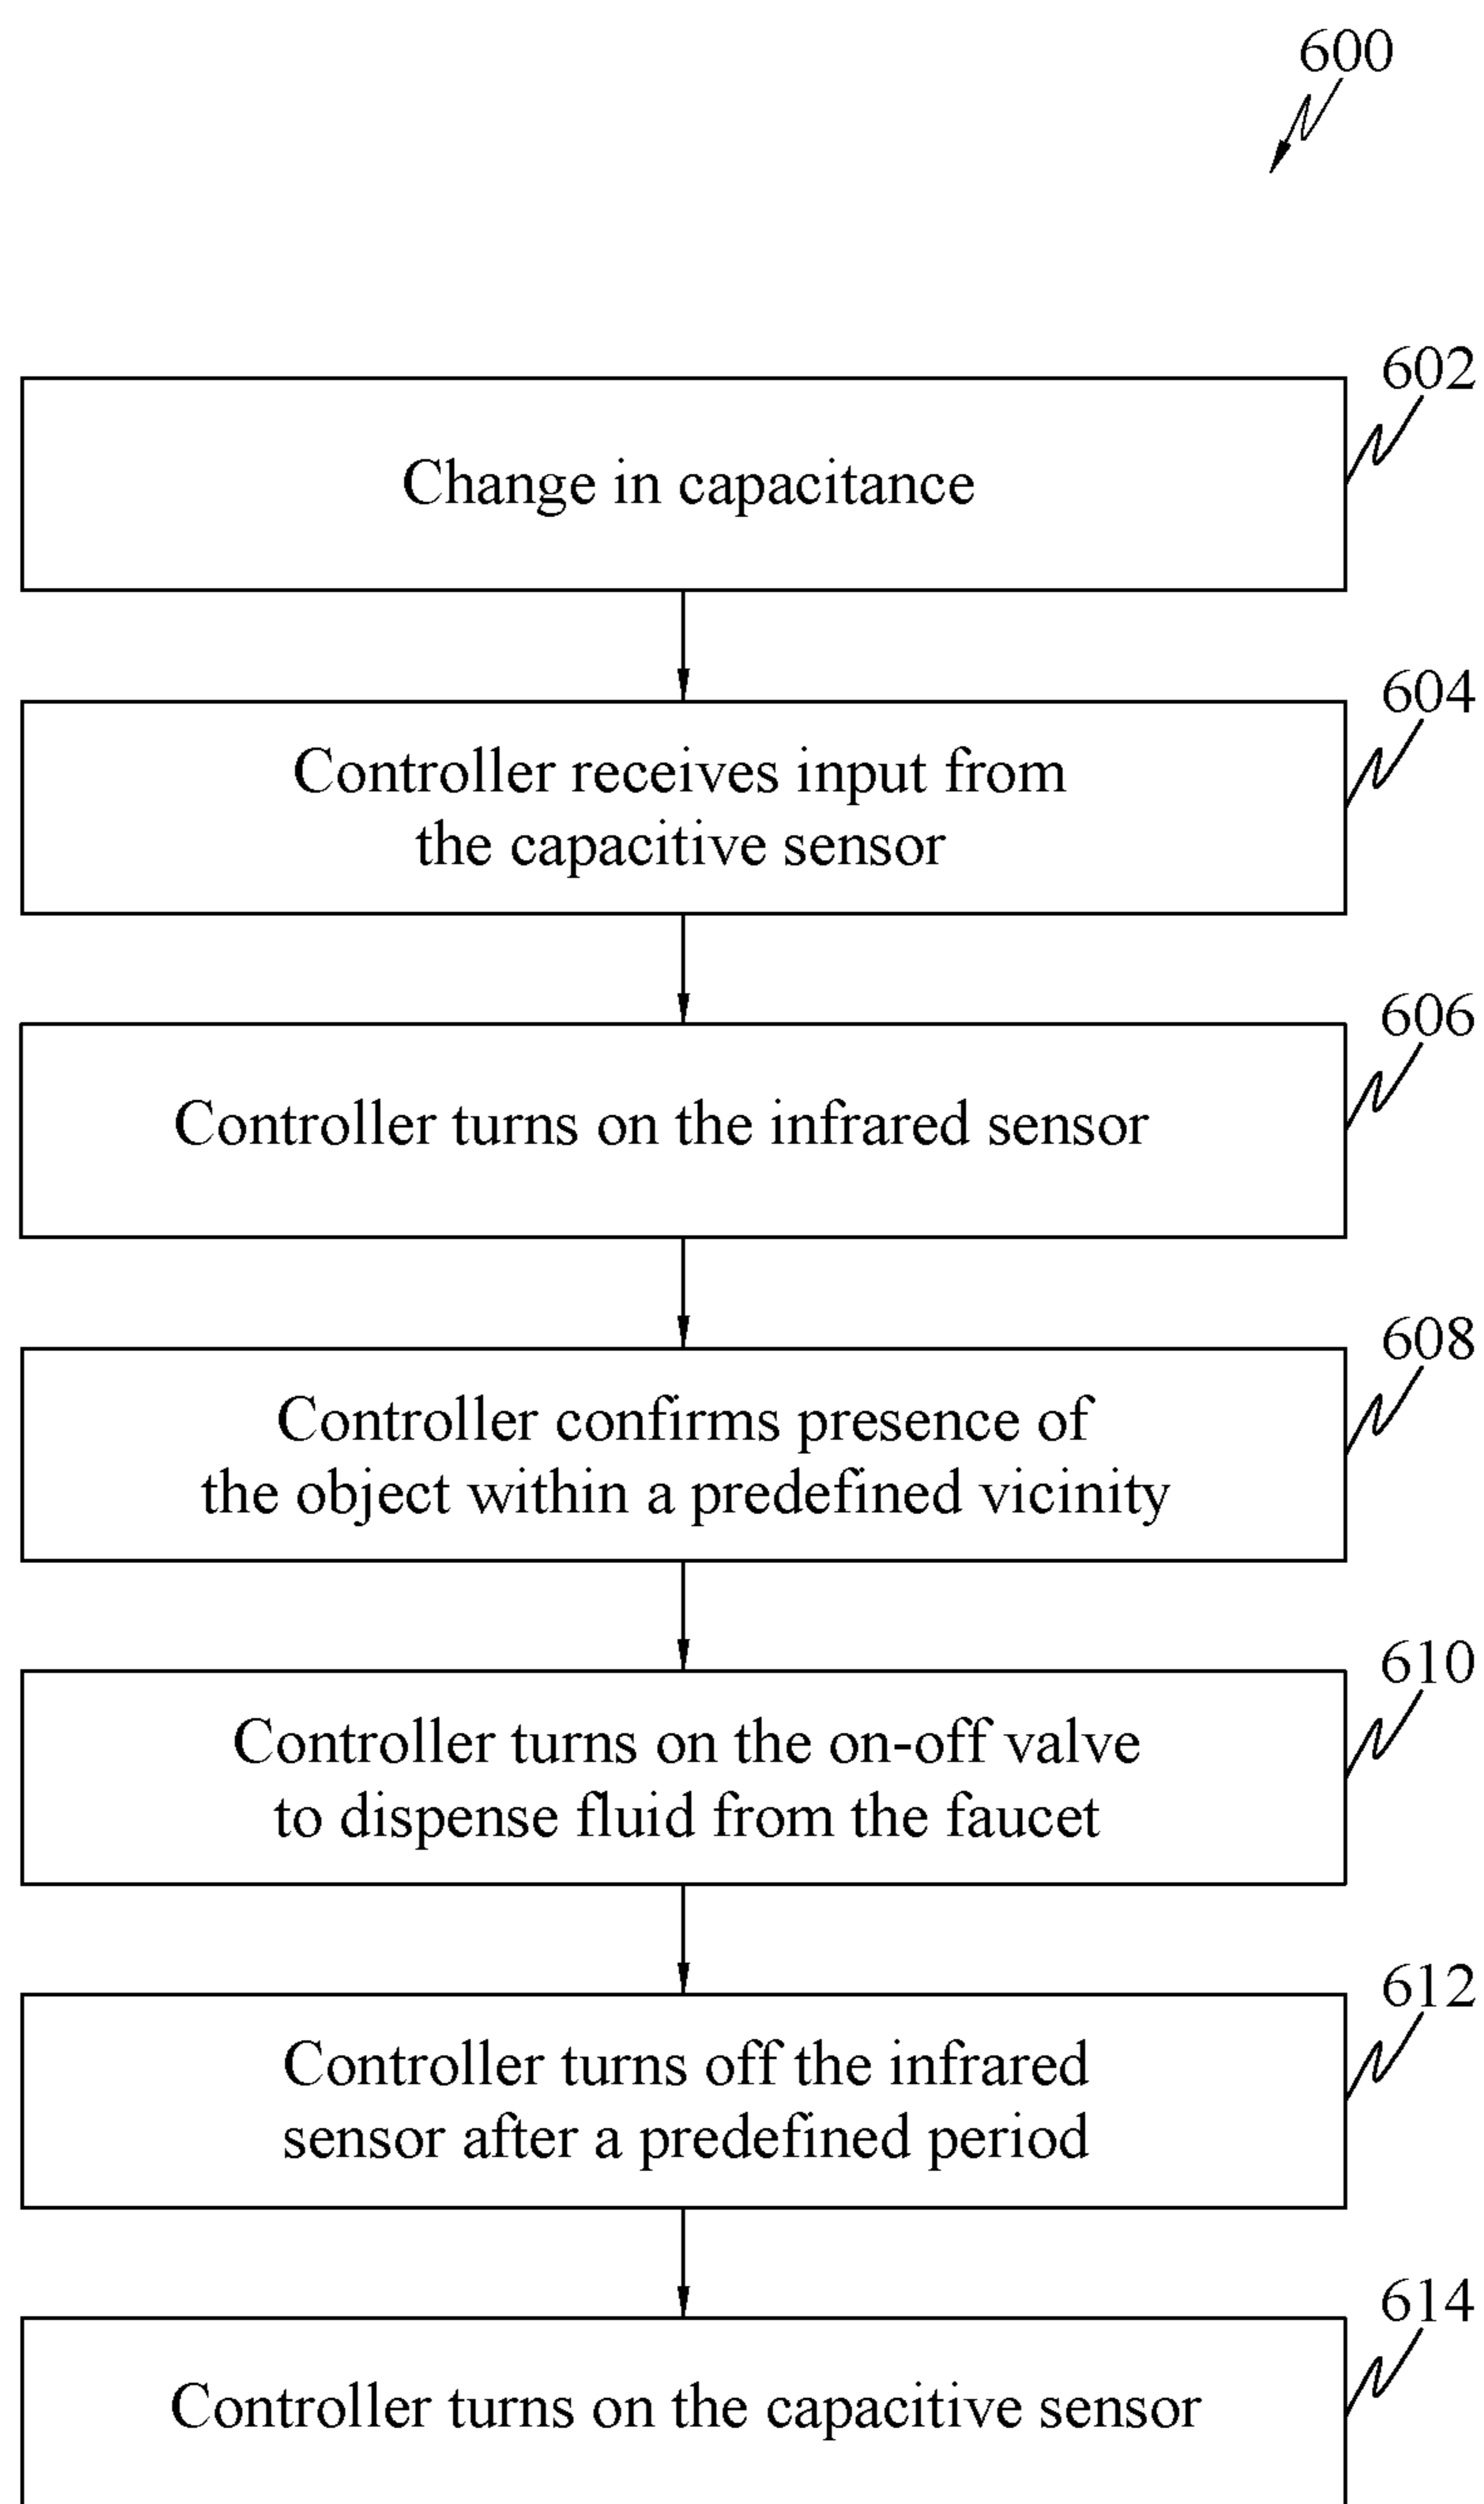 600
602
Change in capacitance
604
Controller receives input from
the capacitive sensor
606
Controller turns on the infrared sensor
608
Controller confirms presence of
the object within a predefined vicinity
610
Controller turns on the on-off valve
to dispense fluid from the faucet
612
Controller turns off the infrared
sensor after a predefined period
614
Controller turns on the capacitive sensor